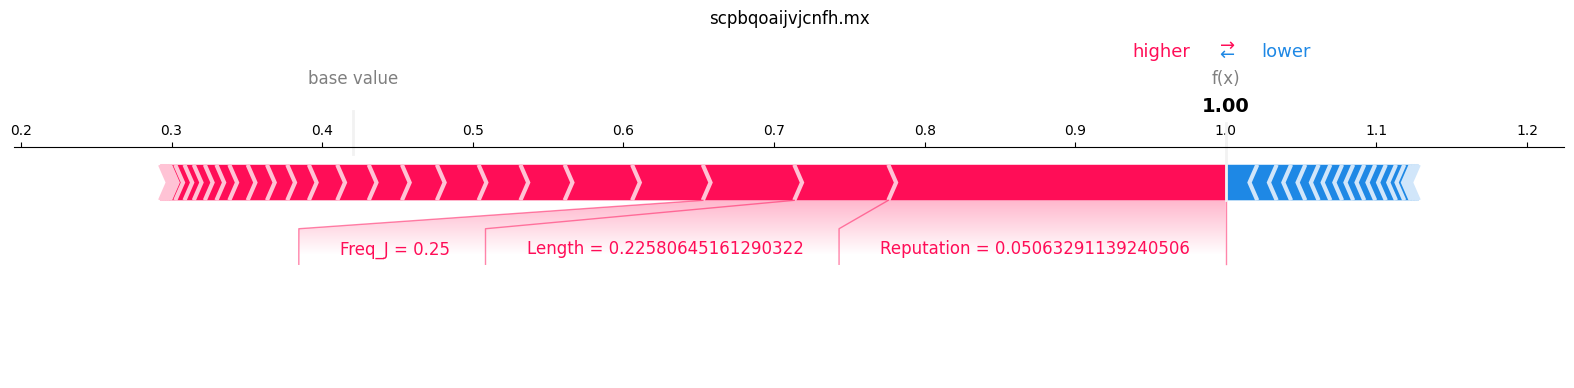 scpbqoaijvjcnfh.mx
higher ⇄ lower
base value f(x)
1.00
0.2 0.3 0.4 0.5 0.6 0.7 0.8 0.9 1.0 1.1 1.2
Freq_J = 0.25 Length = 0.22580645161290322 Reputation = 0.05063291139240506